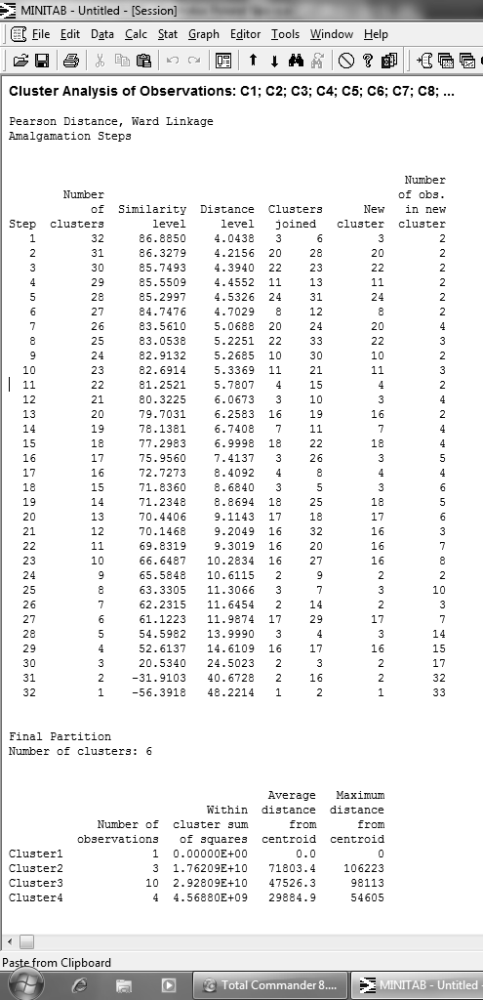 MINITAB - Untitled - [Session]
File Edit Data Calc Stat Graph Editor Tools Window Help
Cluster Analysis of Observations: C1; C2; C3; C4; C5; C6; C7; C8; ...
Pearson Distance, Ward Linkage
Amalgamation Steps
Number
Number of obs.
of Similarity Distance Clusters New in new
Step clusters level level joined cluster cluster
1 32 86.8850 4.0438 3 6 3 2
2 31 86.3279 4.2156 20 28 20 2
3 30 85.7493 4.3940 22 23 22 2
4 29 85.5509 4.4552 11 13 11 2
5 28 85.2997 4.5326 24 31 24 2
6 27 84.7476 4.7029 8 12 8 2
7 26 83.5610 5.0688 20 24 20 4
8 25 83.0538 5.2251 22 33 22 3
9 24 82.9132 5.2685 10 30 10 2
10 23 82.6914 5.3369 11 21 11 3
11 22 81.2521 5.7807 4 15 4 2
12 21 80.3225 6.0673 3 10 3 4
13 20 79.7031 6.2583 16 19 16 2
14 19 78.1381 6.7408 7 11 7 4
15 18 77.2983 6.9998 18 22 18 4
16 17 75.9560 7.4137 3 26 3 5
17 16 72.7273 8.4092 4 8 4 4
18 15 71.8360 8.6840 3 5 3 6
19 14 71.2348 8.8694 18 25 18 5
20 13 70.4406 9.1143 17 18 17 6
21 12 70.1468 9.2049 16 32 16 3
22 11 69.8319 9.3019 16 20 16 7
23 10 66.6487 10.2834 16 27 16 8
24 9 65.5848 10.6115 2 9 2 2
25 8 63.3305 11.3066 3 7 3 10
26 7 62.2315 11.6454 2 14 2 3
27 6 61.1223 11.9874 17 29 17 7
28 5 54.5982 13.9990 3 4 3 14
29 4 52.6137 14.6109 16 17 16 15
30 3 20.5340 24.5023 2 3 2 17
31 2 -31.9103 40.6728 2 16 2 32
32 1 -56.3918 48.2214 1 2 1 33
Final Partition
Number of clusters: 6
Average Maximum
Within distance distance
Number of cluster sum from from
observations of squares centroid centroid
Cluster1 1 0.00000E+00 0.0 0
Cluster2 3 1.76209E+10 71803.4 106223
Cluster3 10 2.92809E+10 47526.3 98113
Cluster4 4 4.56880E+09 29884.9 54605
Paste from Clipboard
Total Commander 8.... MINITAB - Untitled